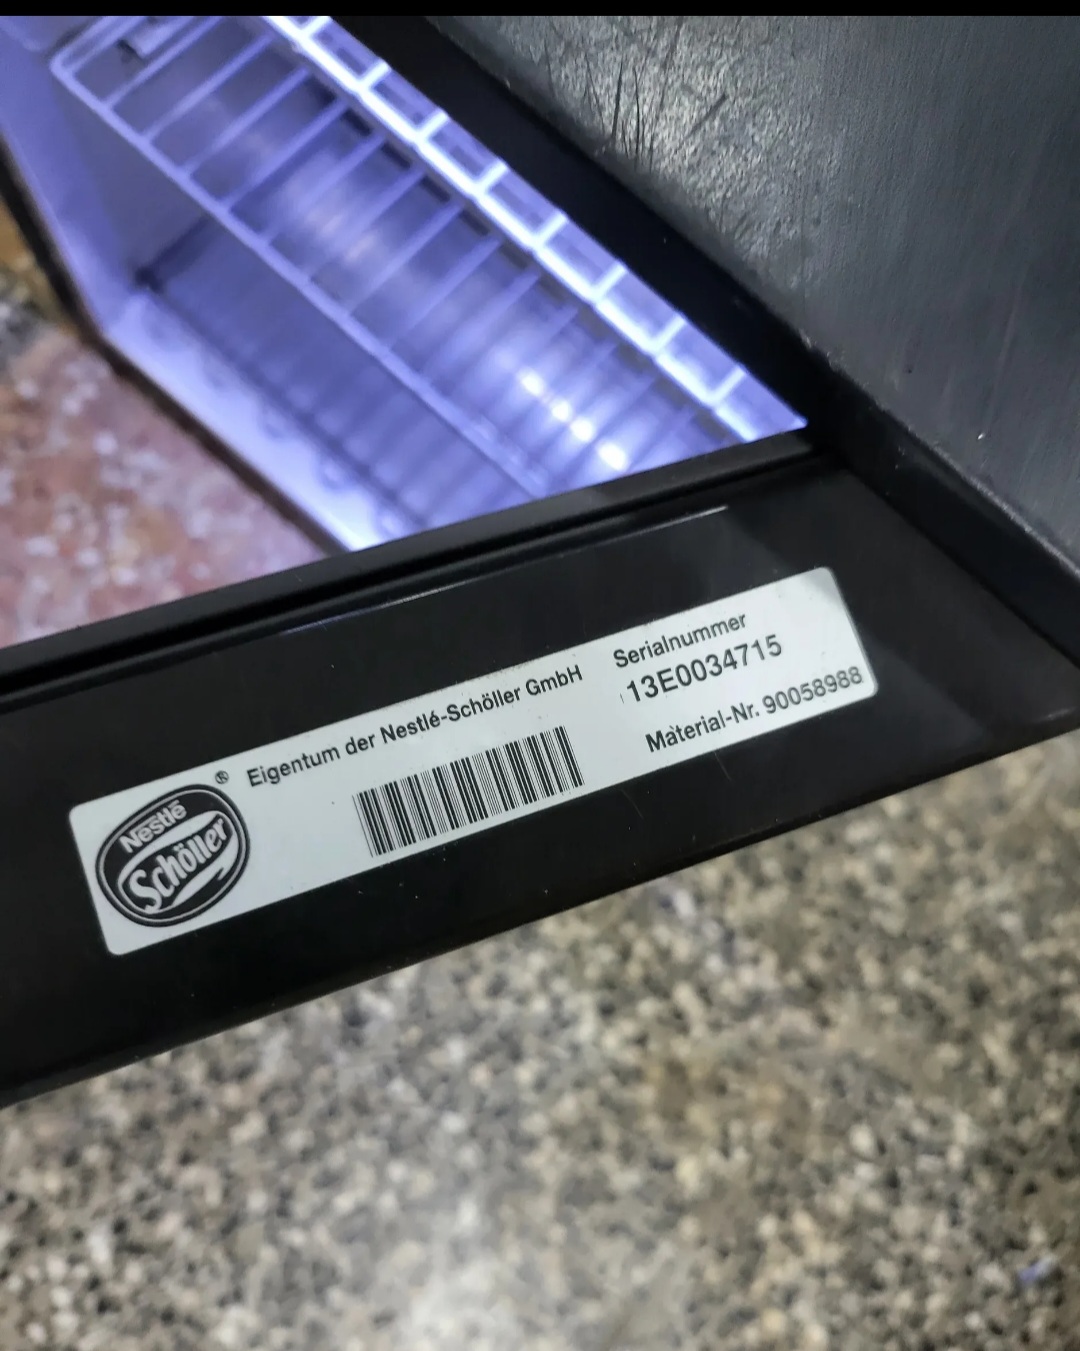 Nestlé
Schöller
®
Eigentum der Nestlé-Schöller GmbH
Serialnummer
13E0034715
Material-Nr. 90058988